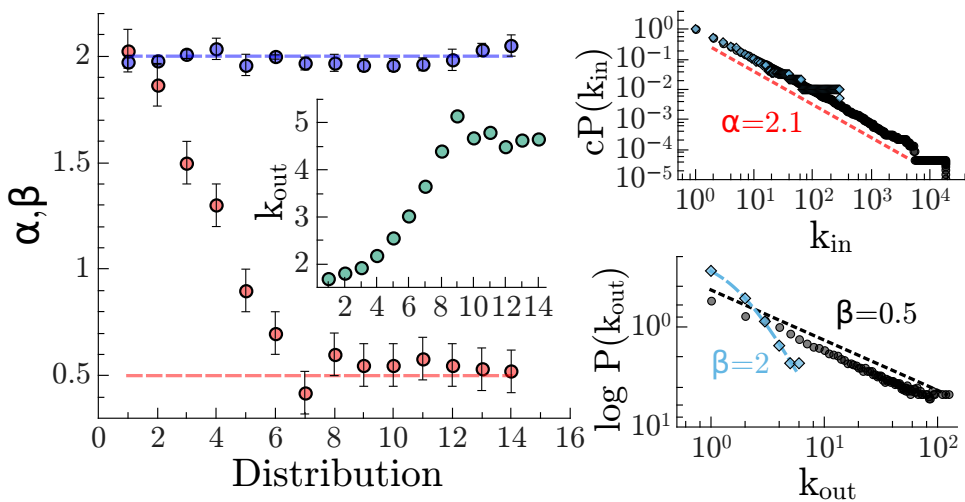 2
1.5
1
0.5
α,β
0 2 4 6 8 10 12 14 16
Distribution
5
4
3
2
k_out
2 4 6 8 10 12 14
10^0
10^-1
10^-2
10^-3
10^-4
10^-5
cP(k_in)
α=2.1
10^0 10^1 10^2 10^3 10^4
k_in
10^0
10^1
log P(k_out)
β=0.5
β=2
10^0 10^1 10^2
k_out